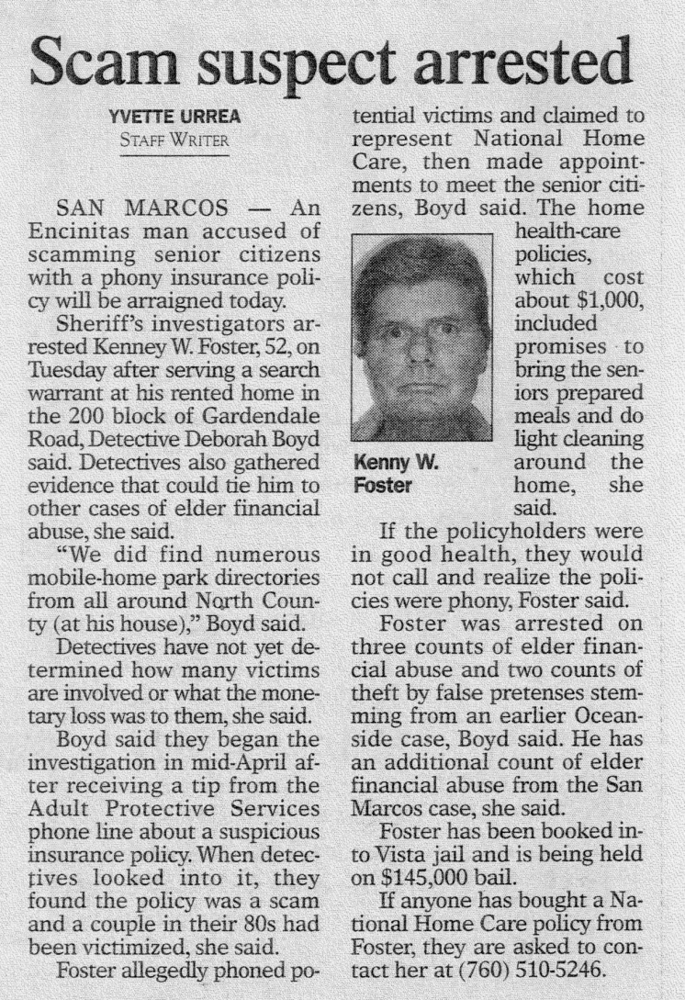 Scam suspect arrested
YVETTE URREA
STAFF WRITER
SAN MARCOS — An
Encinitas man accused of
scamming senior citizens
with a phony insurance poli-
cy will be arraigned today.
Sheriff's investigators ar-
rested Kenney W. Foster, 52, on
Tuesday after serving a search
warrant at his rented home in
the 200 block of Gardendale
Road, Detective Deborah Boyd
said. Detectives also gathered
evidence that could tie him to
other cases of elder financial
abuse, she said.
“We did find numerous
mobile-home park directories
from all around North Coun-
ty (at his house),” Boyd said.
Detectives have not yet de-
termined how many victims
are involved or what the mone-
tary loss was to them, she said.
Boyd said they began the
investigation in mid-April af-
ter receiving a tip from the
Adult Protective Services
phone line about a suspicious
insurance policy. When detec-
tives looked into it, they
found the policy was a scam
and a couple in their 80s had
been victimized, she said.
Foster allegedly phoned po-
tential victims and claimed to
represent National Home
Care, then made appoint-
ments to meet the senior citi-
zens, Boyd said. The home
health-care
policies,
which cost
about $1,000,
included
promises to
bring the sen-
iors prepared
meals and do
light cleaning
around the
home, she
said.
Kenny W.
Foster
If the policyholders were
in good health, they would
not call and realize the poli-
cies were phony, Foster said.
Foster was arrested on
three counts of elder finan-
cial abuse and two counts of
theft by false pretenses stem-
ming from an earlier Ocean-
side case, Boyd said. He has
an additional count of elder
financial abuse from the San
Marcos case, she said.
Foster has been booked in-
to Vista jail and is being held
on $145,000 bail.
If anyone has bought a Na-
tional Home Care policy from
Foster, they are asked to con-
tact her at (760) 510-5246.